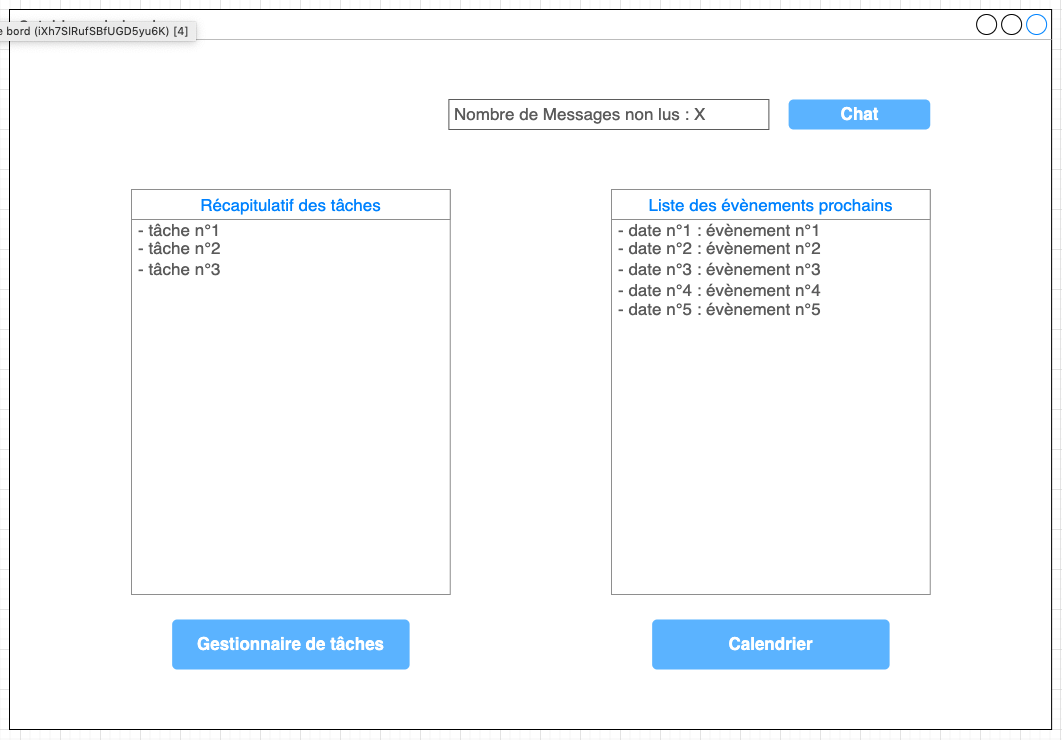 e bord (iXh7SlRufSBfUGD5yu6K) [4]
Nombre de Messages non lus : X
Chat
Récapitulatif des tâches
- tâche n°1
- tâche n°2
- tâche n°3
Liste des évènements prochains
- date n°1 : évènement n°1
- date n°2 : évènement n°2
- date n°3 : évènement n°3
- date n°4 : évènement n°4
- date n°5 : évènement n°5
Gestionnaire de tâches
Calendrier